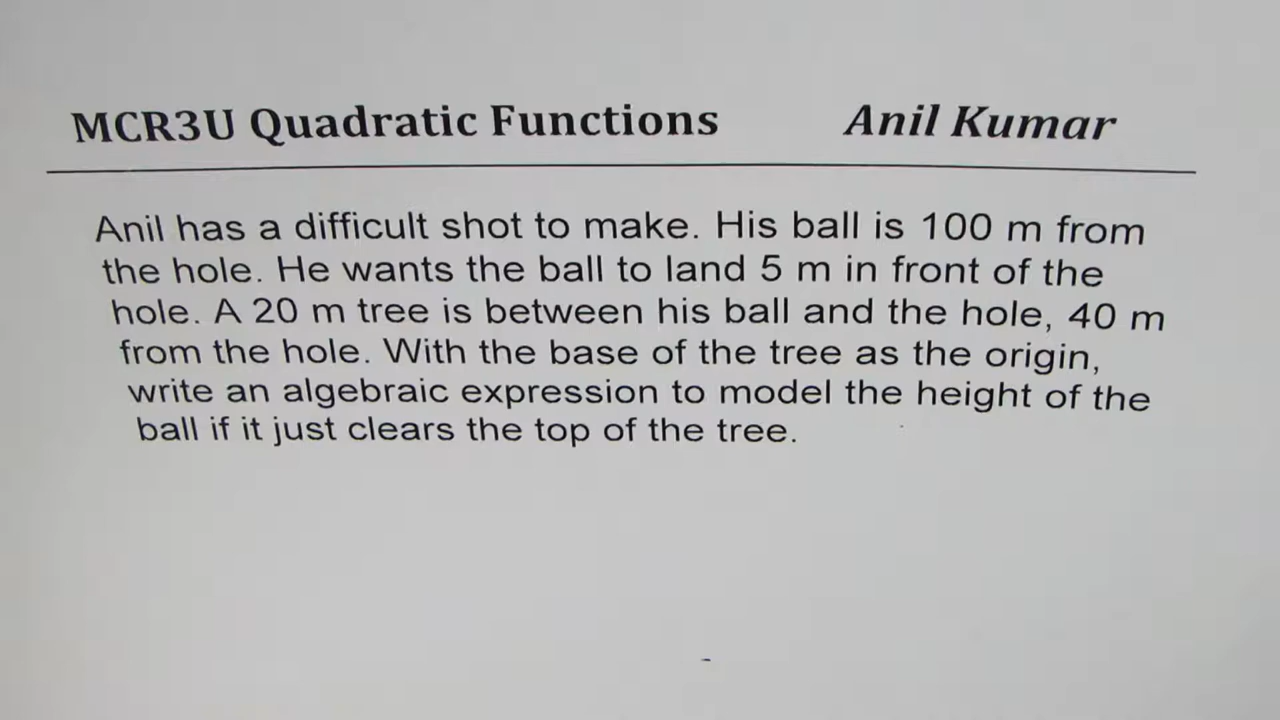 MCR3U Quadratic Functions Anil Kumar
Anil has a difficult shot to make. His ball is 100 m from
the hole. He wants the ball to land 5 m in front of the
hole. A 20 m tree is between his ball and the hole, 40 m
from the hole. With the base of the tree as the origin,
write an algebraic expression to model the height of the
ball if it just clears the top of the tree.